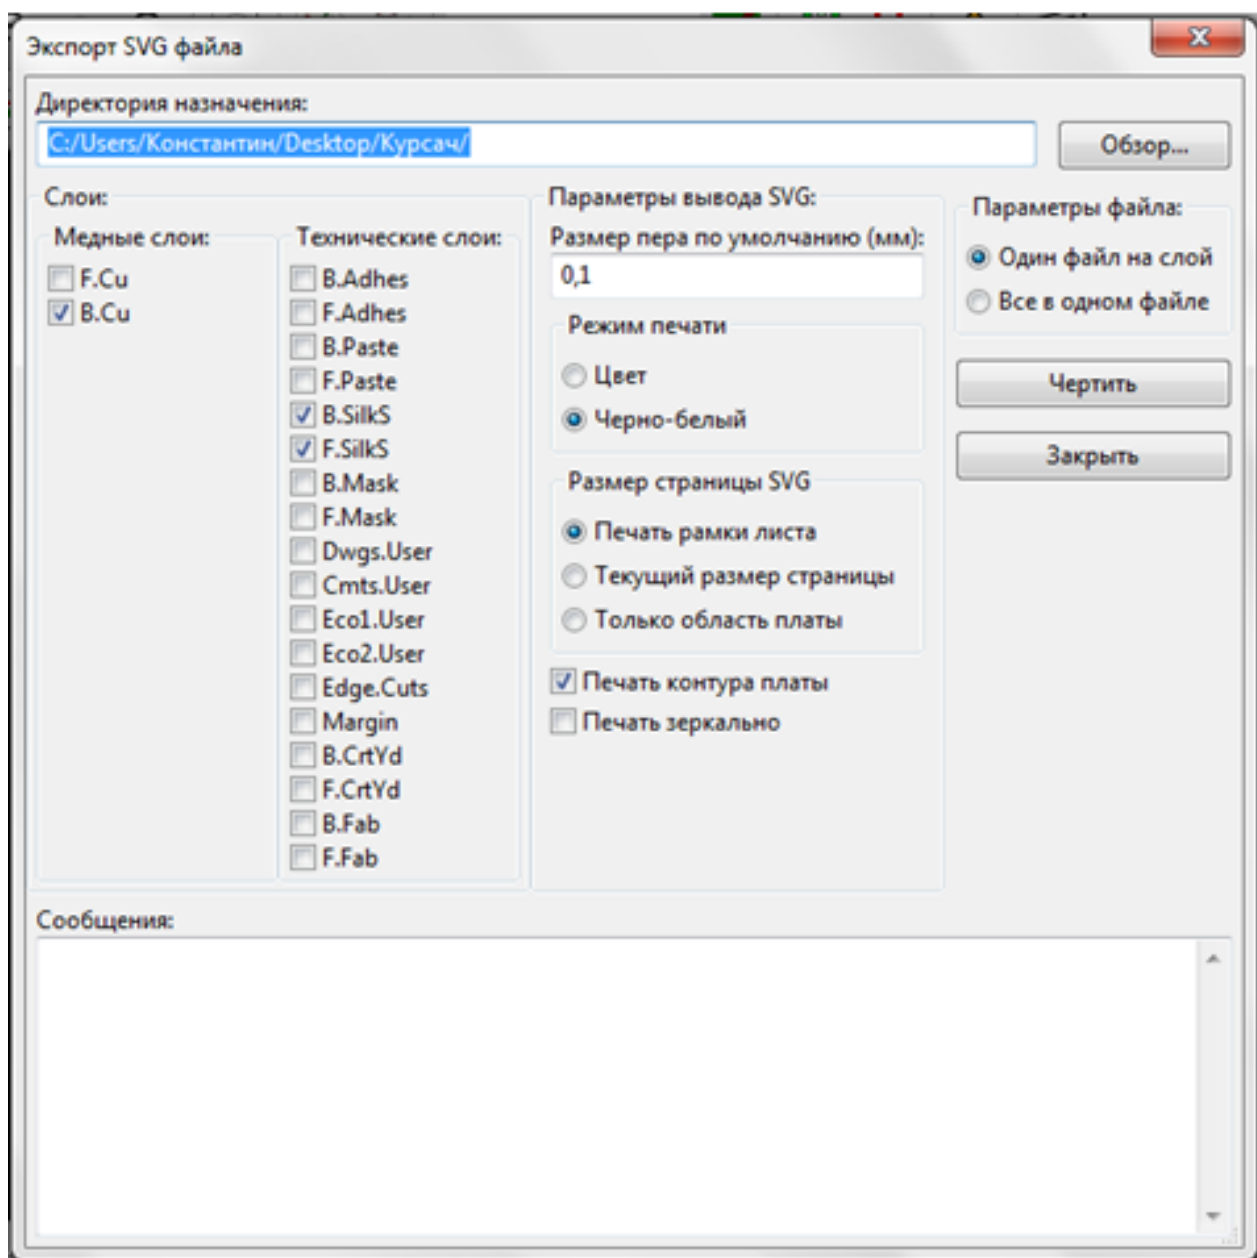 Экспорт SVG файла
Директория назначения:
C:/Users/Константин/Desktop/Курсач/
Обзор...
Слои:
Медные слои:
F.Cu
B.Cu
Технические слои:
B.Adhes
F.Adhes
B.Paste
F.Paste
B.SilkS
F.SilkS
B.Mask
F.Mask
Dwgs.User
Cmts.User
Eco1.User
Eco2.User
Edge.Cuts
Margin
B.CrtYd
F.CrtYd
B.Fab
F.Fab
Параметры вывода SVG:
Размер пера по умолчанию (мм):
0,1
Режим печати
Цвет
Черно-белый
Размер страницы SVG
Печать рамки листа
Текущий размер страницы
Только область платы
Печать контура платы
Печать зеркально
Параметры файла:
Один файл на слой
Все в одном файле
Чертить
Закрыть
Сообщения: